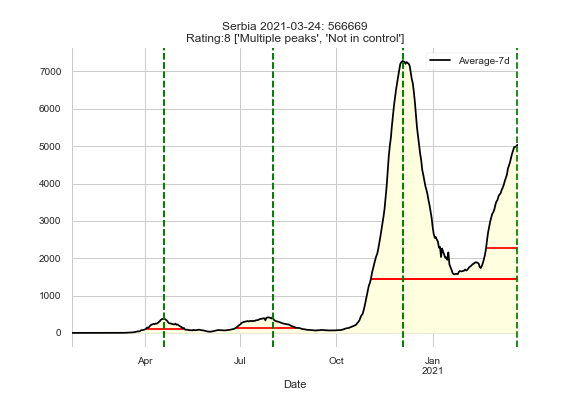 Serbia 2021-03-24: 566669
Rating:8 ['Multiple peaks', 'Not in control']
Average-7d
7000
6000
5000
4000
3000
2000
1000
0
Apr
Jul
Oct
Jan
2021
Date